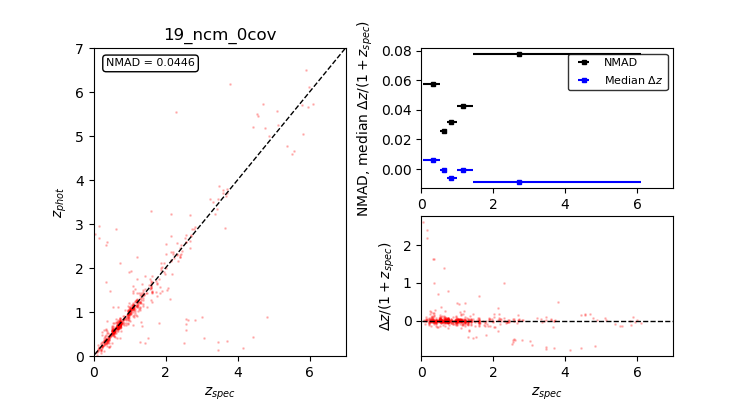 19_ncm_0cov
NMAD = 0.0446
7
6
5
4
3
2
1
0
z_phot
0 2 4 6
z_spec
NMAD, median Δz/(1 + z_spec)
0.08
0.06
0.04
0.02
0.00
NMAD
Median Δz
0 2 4 6
Δz/(1 + z_spec)
2
1
0
0 2 4 6
z_spec